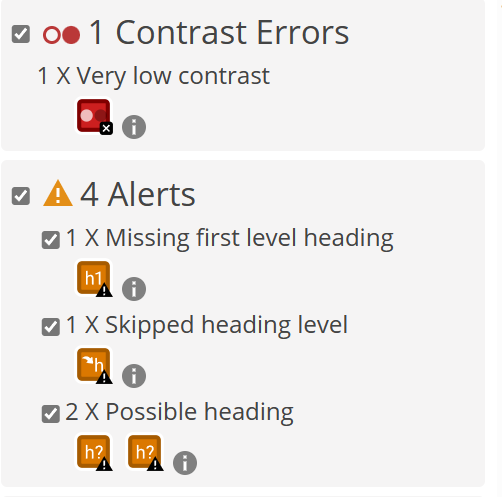 1 Contrast Errors
1 X Very low contrast
4 Alerts
1 X Missing first level heading
h1
1 X Skipped heading level
h
2 X Possible heading
h? h?